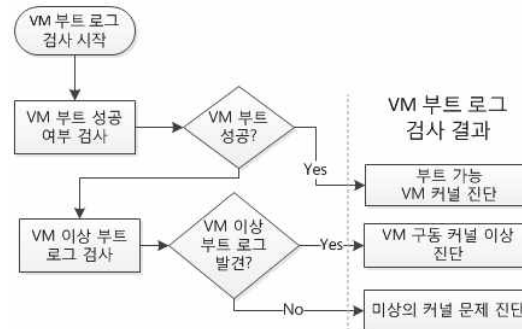 VM 부트 로그
검사 시작
VM 부트 성공
여부 검사
VM 부트
성공?
Yes
VM 부트 로그
검사 결과
부트 가능
VM 커널 진단
VM 이상 부트
로그 검사
VM 이상
부트 로그
발견?
Yes
VM 구동 커널 이상
진단
No
미상의 커널 문제 진단